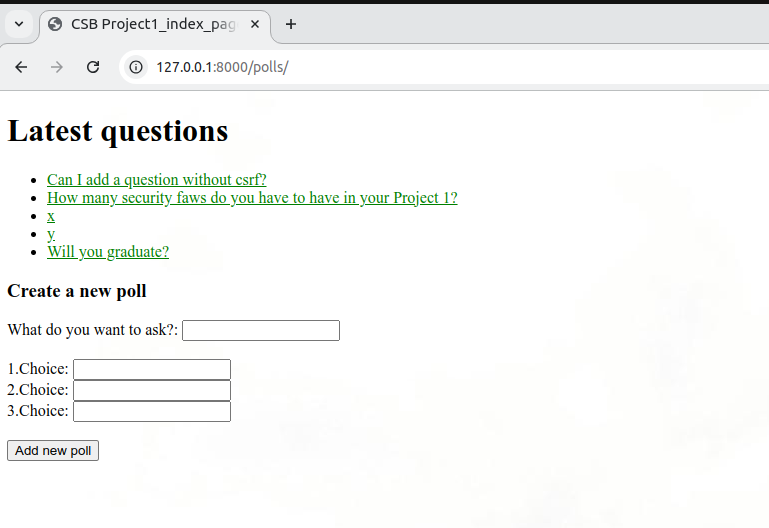 CSB Project1_index_pag
127.0.0.1:8000/polls/
Latest questions
Can I add a question without csrf?
How many security faws do you have to have in your Project 1?
x
y
Will you graduate?
Create a new poll
What do you want to ask?:
1.Choice:
2.Choice:
3.Choice:
Add new poll